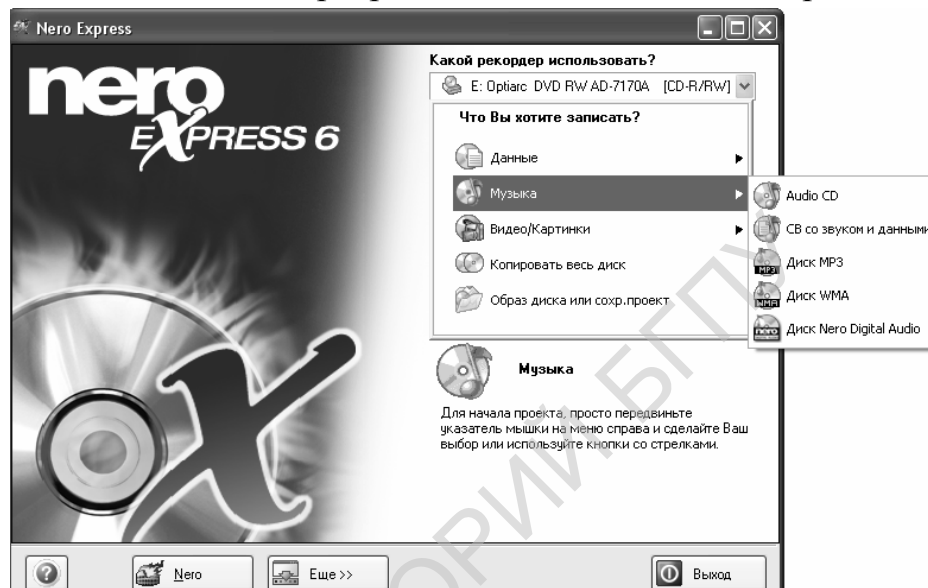 Nero Express
nero
EXPRESS 6
Какой рекордер использовать?
E: Optiarc DVD RW AD-7170A [CD-R/RW]
Что Вы хотите записать?
Данные
Музыка
Видео/Картинки
Копировать весь диск
Образ диска или сохр.проект
Audio CD
СВ со звуком и данными
Диск MP3
Диск WMA
Диск Nero Digital Audio
Музыка
Для начала проекта, просто передвиньте
указатель мышки на меню справа и сделайте Ваш
выбор или используйте кнопки со стрелками.
Nero
Еще >>
Выход
ОРИЙ БГПУ